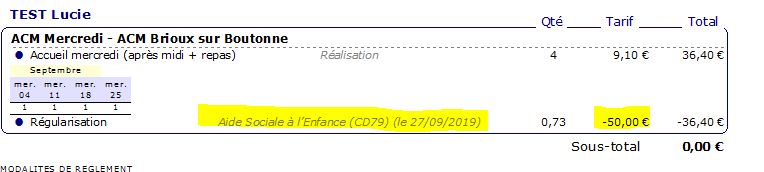 TEST Lucie
Qté Tarif Total
ACM Mercredi - ACM Brioux sur Boutonne
Accueil mercredi (après midi + repas) Réalisation 4 9,10 € 36,40 €
Septembre
mer. mer. mer. mer.
04 11 18 25
1 1 1 1
Régularisation Aide Sociale à l'Enfance (CD79) (le 27/09/2019) 0,73 -50,00 € -36,40 €
Sous-total 0,00 €
MODALITES DE REGLEMENT